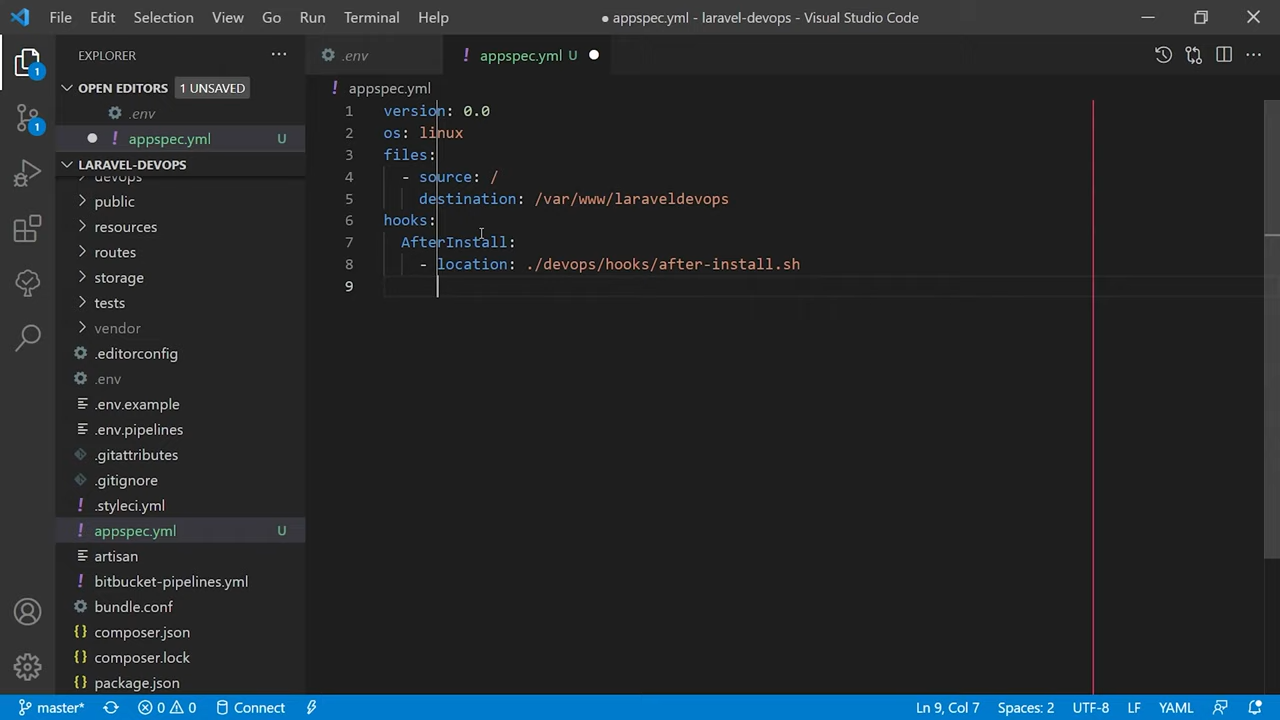 File Edit Selection View Go Run Terminal Help
● appspec.yml - laravel-devops - Visual Studio Code
EXPLORER
OPEN EDITORS 1 UNSAVED
.env
appspec.yml U
LARAVEL-DEVOPS
devops
public
resources
routes
storage
tests
vendor
.editorconfig
.env
.env.example
.env.pipelines
.gitattributes
.gitignore
.styleci.yml
appspec.yml U
artisan
bitbucket-pipelines.yml
bundle.conf
composer.json
composer.lock
package.json
1
1
.env
appspec.yml U
appspec.yml
1 version: 0.0
2 os: linux
3 files:
4 - source: /
5 destination: /var/www/laraveldevops
6 hooks:
7 AfterInstall:
8 - location: ./devops/hooks/after-install.sh
9
master* 0 0 Connect
Ln 9, Col 7 Spaces: 2 UTF-8 LF YAML